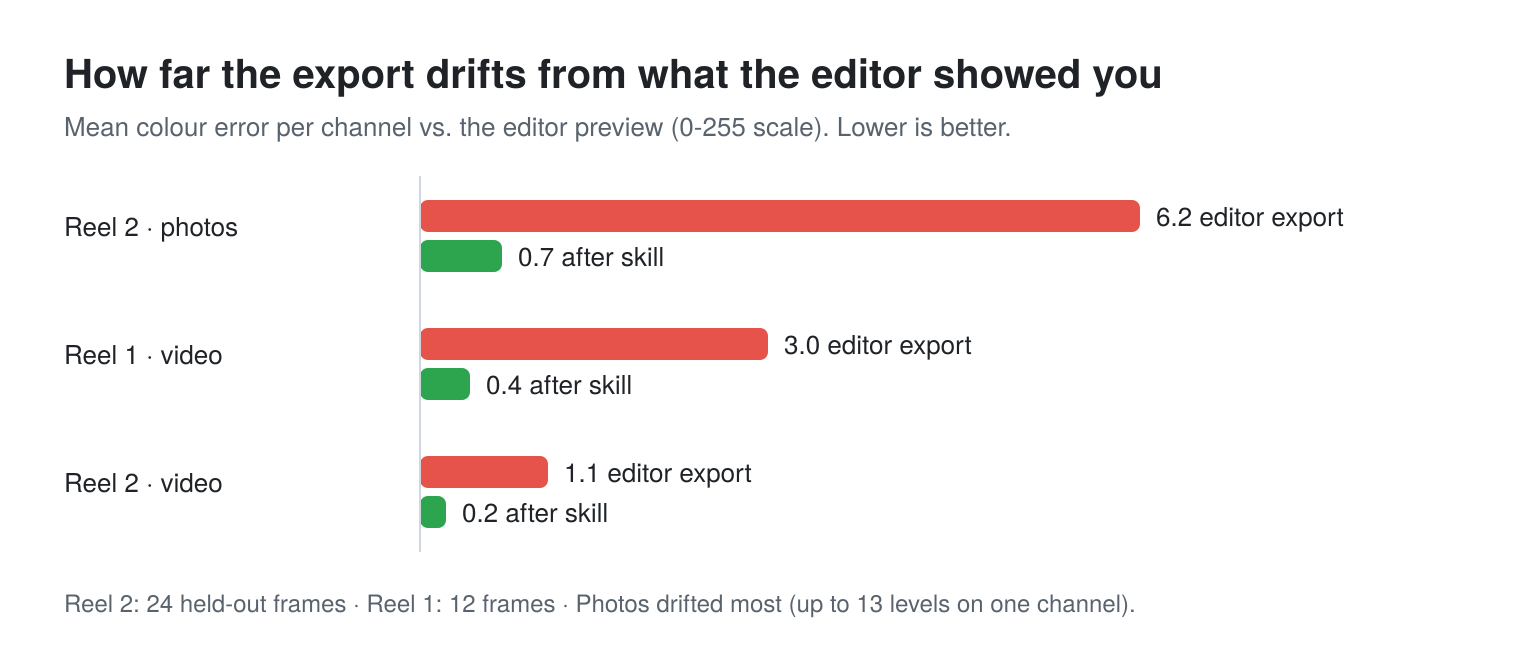 How far the export drifts from what the editor showed you
Mean colour error per channel vs. the editor preview (0-255 scale). Lower is better.
Reel 2 · photos
6.2 editor export
0.7 after skill
Reel 1 · video
3.0 editor export
0.4 after skill
Reel 2 · video
1.1 editor export
0.2 after skill
Reel 2: 24 held-out frames · Reel 1: 12 frames · Photos drifted most (up to 13 levels on one channel).